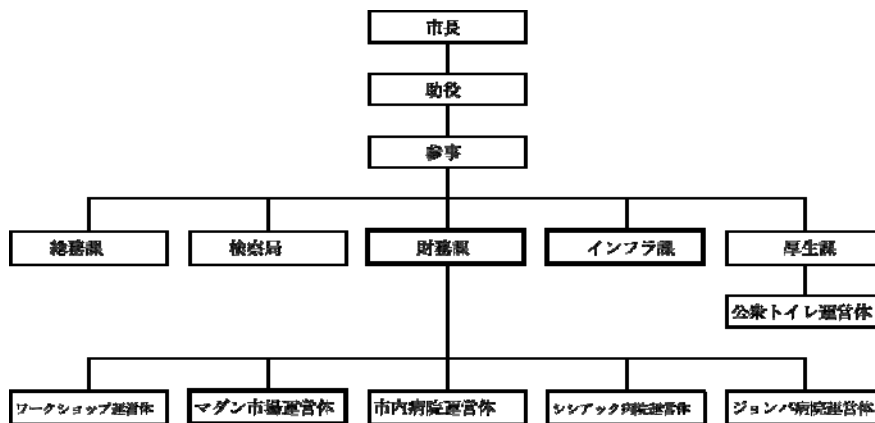 市長
助役
参事
総務課
検察局
財務課
インフラ課
厚生課
公衆トイレ運営体
ワークショップ運営体
マダン市場運営体
市内病院運営体
シシアック病院運営体
ジョンパ病院運営体